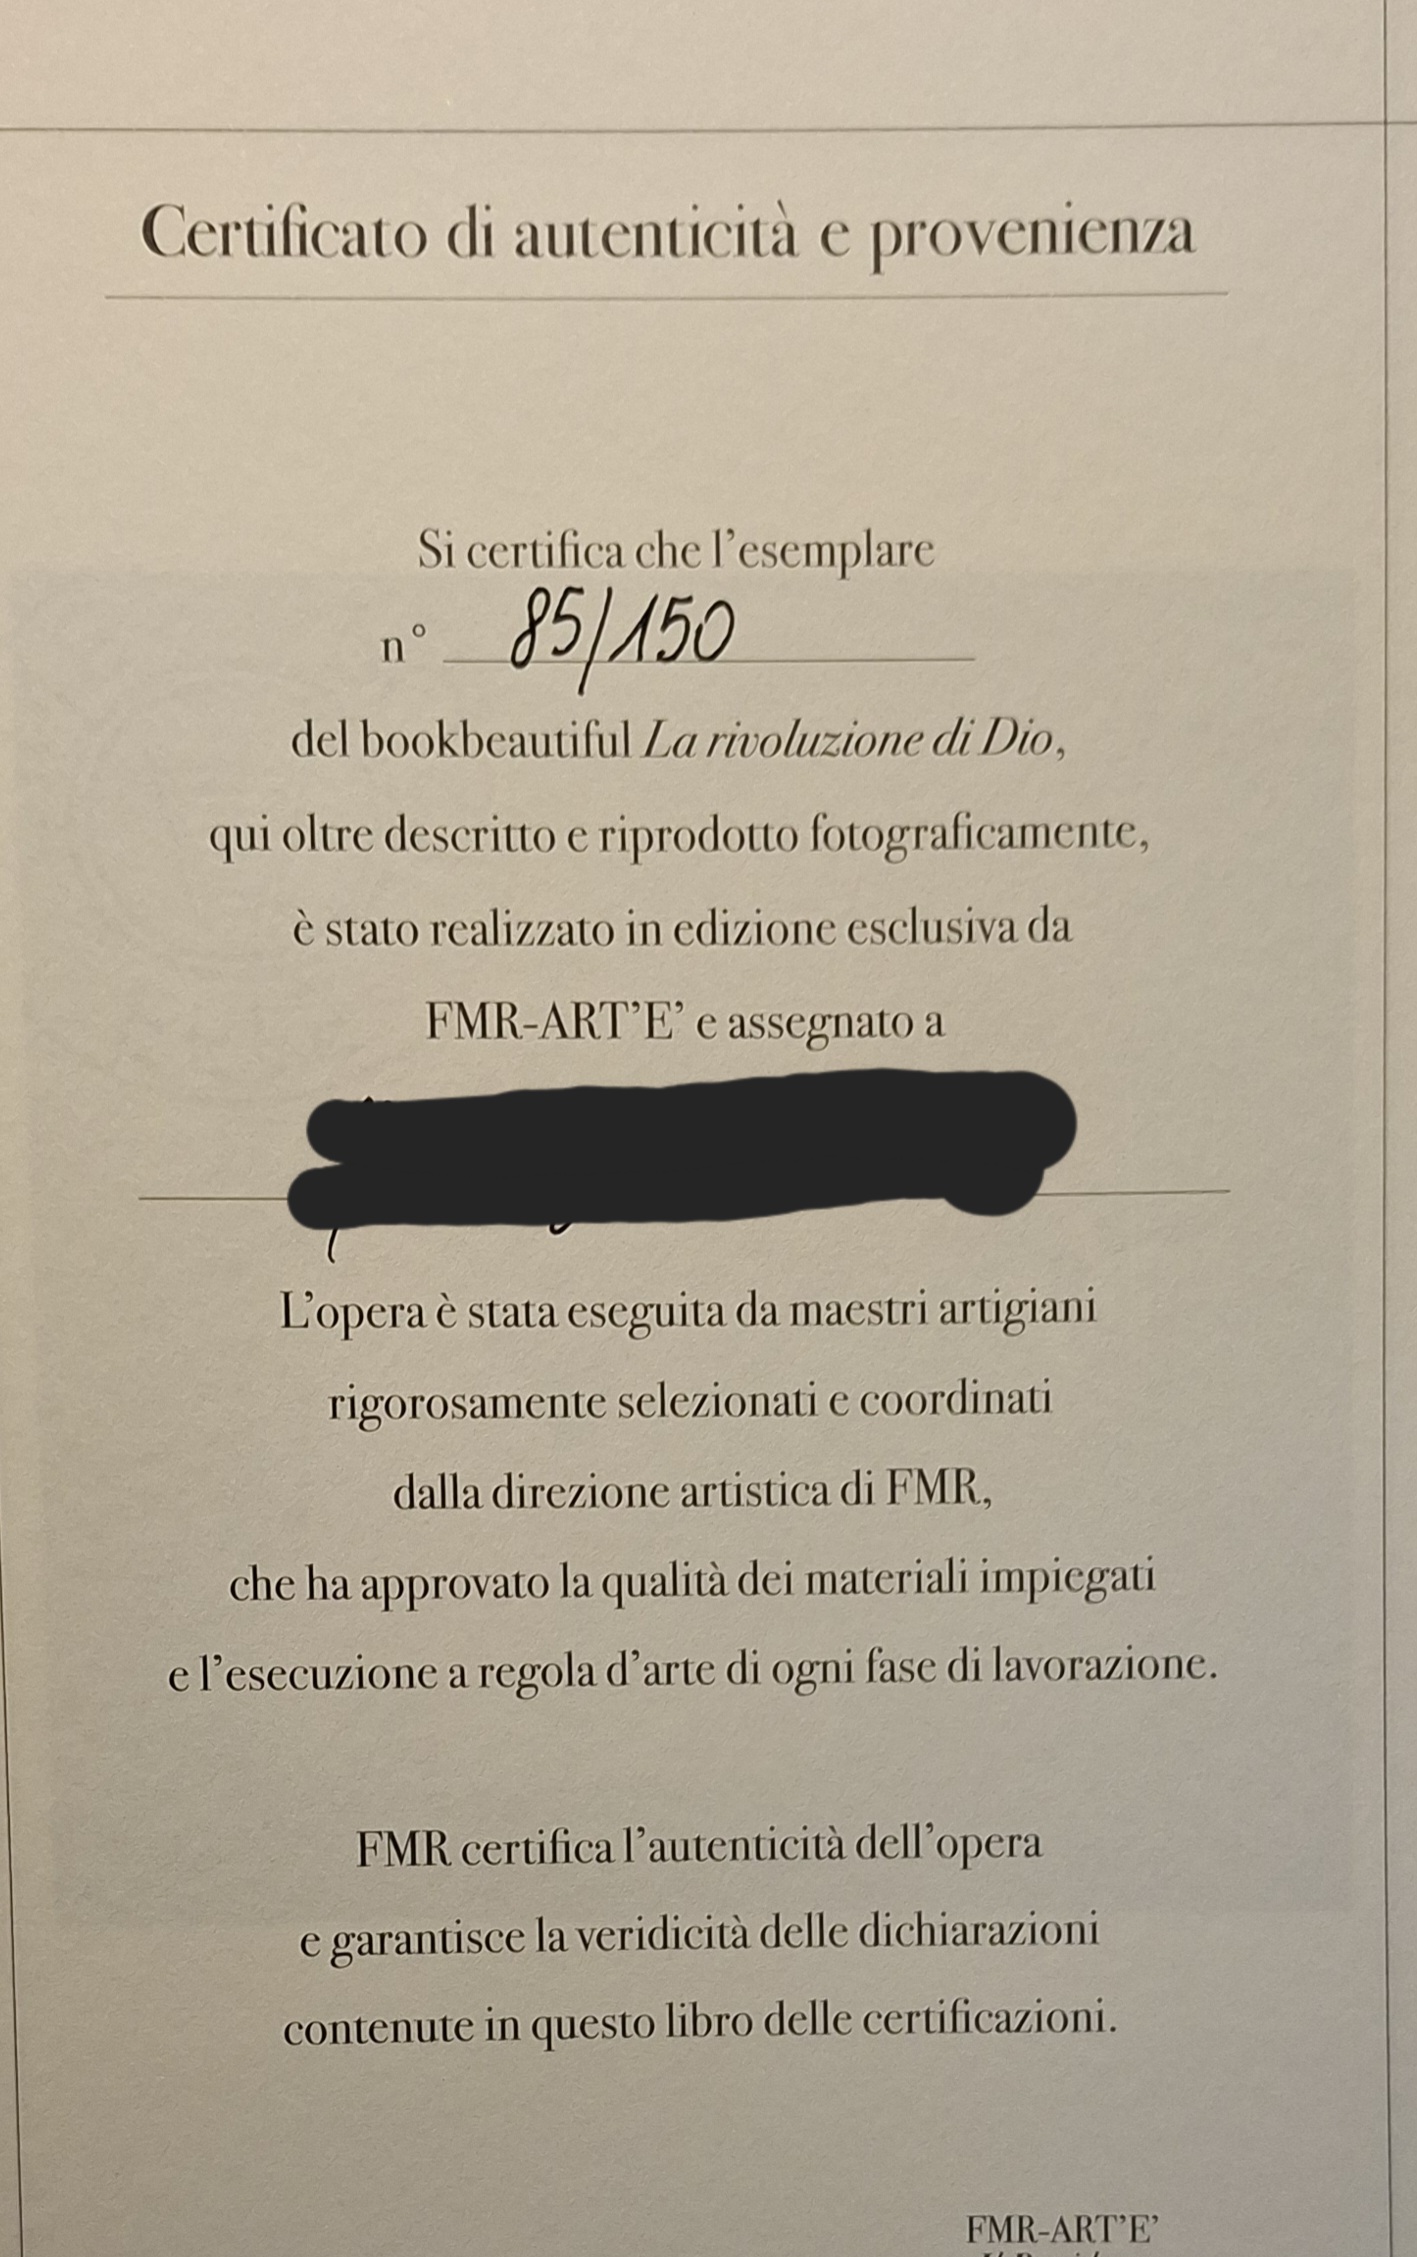 Certificato di autenticità e provenienza
Si certifica che l’esemplare
n° 85/150
del bookbeautiful La rivoluzione di Dio,
qui oltre descritto e riprodotto fotograficamente,
è stato realizzato in edizione esclusiva da
FMR-ART’E’ e assegnato a
L’opera è stata eseguita da maestri artigiani
rigorosamente selezionati e coordinati
dalla direzione artistica di FMR,
che ha approvato la qualità dei materiali impiegati
e l’esecuzione a regola d’arte di ogni fase di lavorazione.
FMR certifica l’autenticità dell’opera
e garantisce la veridicità delle dichiarazioni
contenute in questo libro delle certificazioni.
FMR-ART’E’